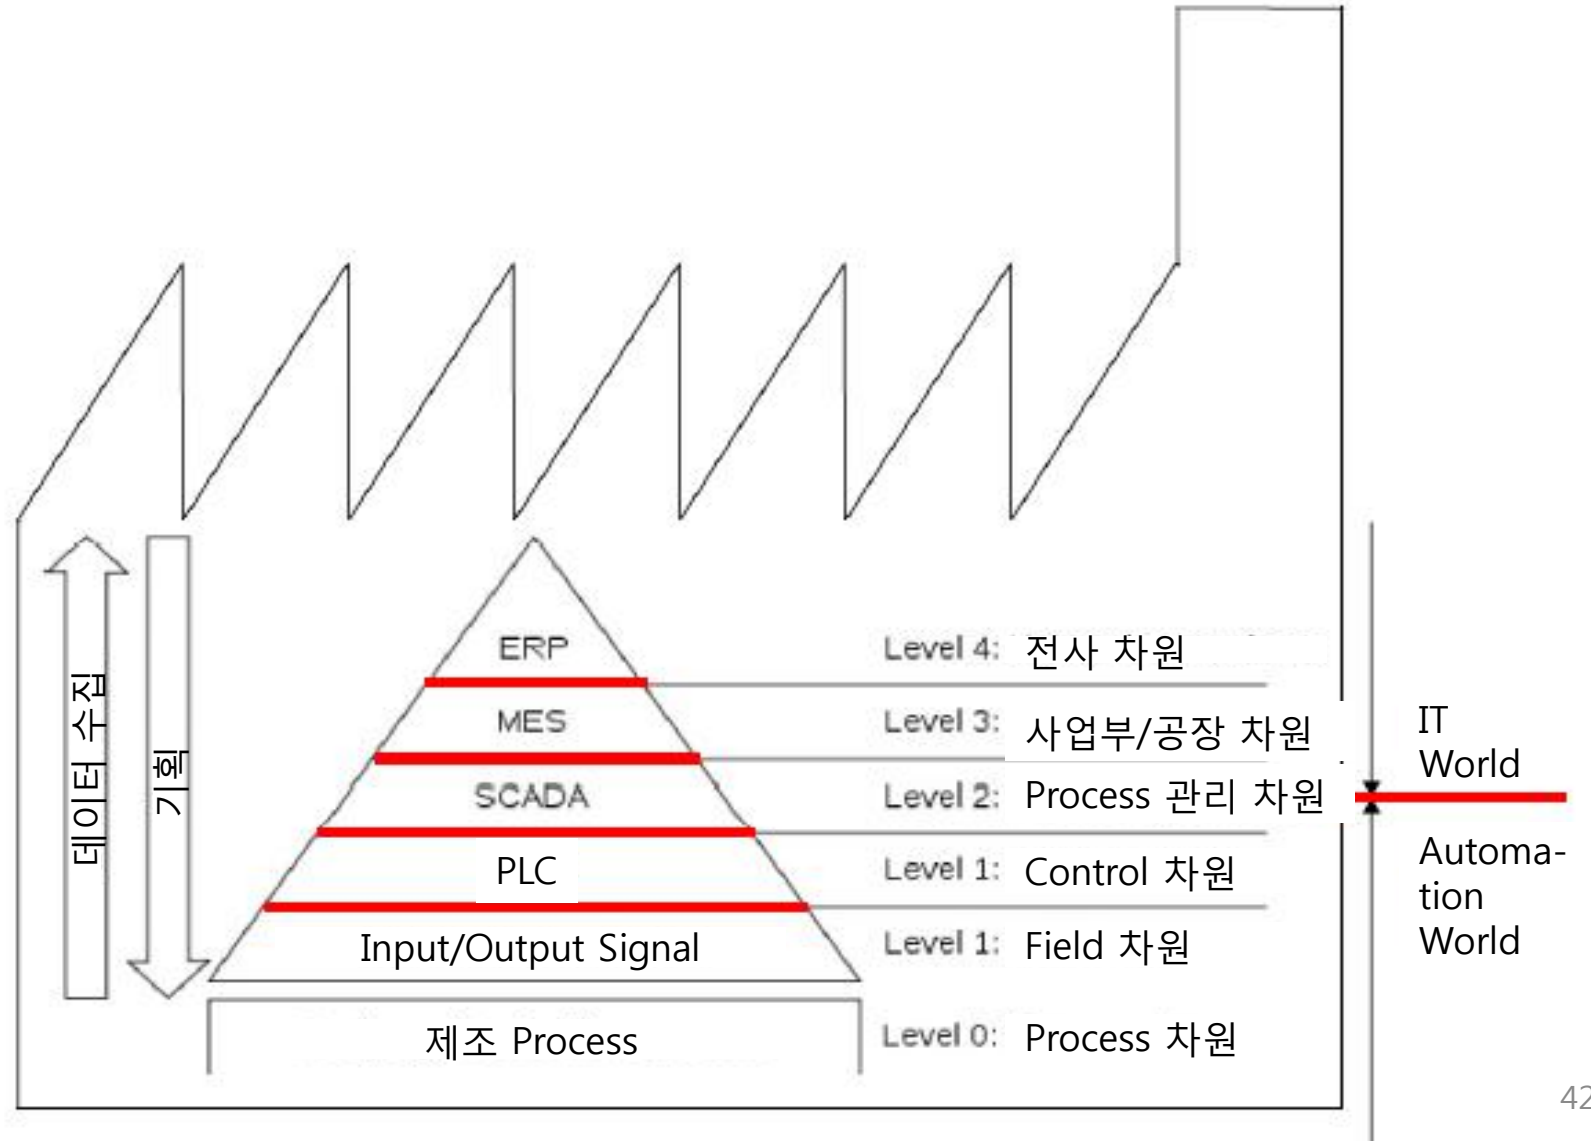 데이터 수집
기획
ERP
Level 4: 전사 차원
MES
Level 3: 사업부/공장 차원
SCADA
Level 2: Process 관리 차원
PLC
Level 1: Control 차원
Input/Output Signal
Level 1: Field 차원
제조 Process
Level 0: Process 차원
IT
World
Automa-
tion
World
42